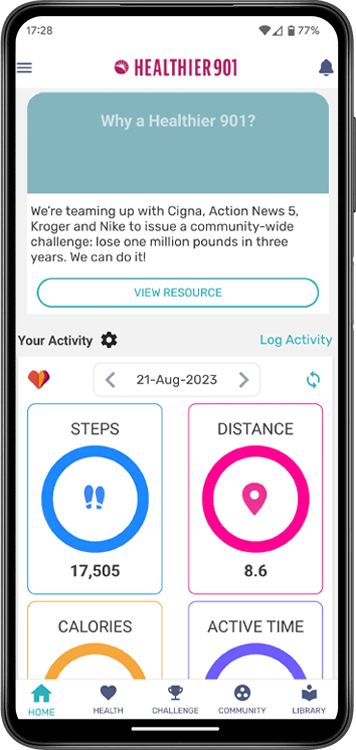 17:28
77%
HEALTHIER901
Why a Healthier 901?
We're teaming up with Cigna, Action News 5,
Kroger and Nike to issue a community-wide
challenge: lose one million pounds in three
years. We can do it!
VIEW RESOURCE
Your Activity
Log Activity
21-Aug-2023
STEPS
DISTANCE
17,505
8.6
CALORIES
ACTIVE TIME
HOME
HEALTH
CHALLENGE
COMMUNITY
LIBRARY